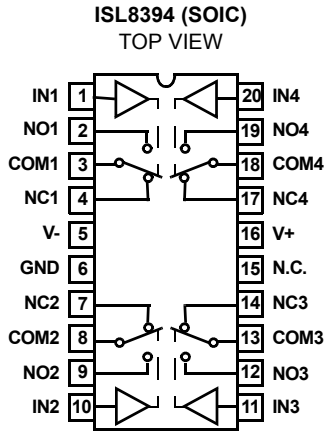 ISL8394 (SOIC)
TOP VIEW
IN1 1 20 IN4
NO1 2 19 NO4
COM1 3 18 COM4
NC1 4 17 NC4
V- 5 16 V+
GND 6 15 N.C.
NC2 7 14 NC3
COM2 8 13 COM3
NO2 9 12 NO3
IN2 10 11 IN3